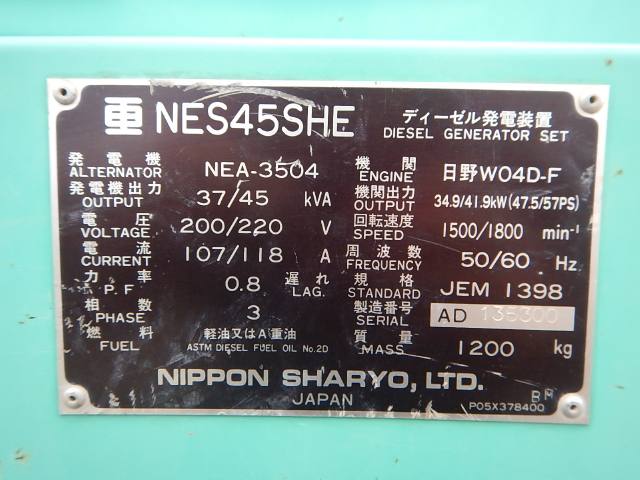 NES45SHE ディーゼル発電装置
DIESEL GENERATOR SET
発電機 ALTERNATOR NEA-3504
機関 ENGINE 日野W04D-F
発電機出力 OUTPUT 37/45 kVA
機関出力 OUTPUT 34.9/41.9kW(47.5/57PS)
電圧 VOLTAGE 200/220 V
回転速度 SPEED 1500/1800 min⁻¹
電流 CURRENT 107/118 A
周波数 FREQUENCY 50/60 Hz
力率 P.F. 0.8 遅れ LAG.
規格 STANDARD JEM 1398
相数 PHASE 3
製造番号 SERIAL AD 135300
燃料 FUEL 軽油又はA重油
ASTM DIESEL FUEL OIL No.2D
質量 MASS 1200 kg
NIPPON SHARYO, LTD.
JAPAN
BM
P05X378400